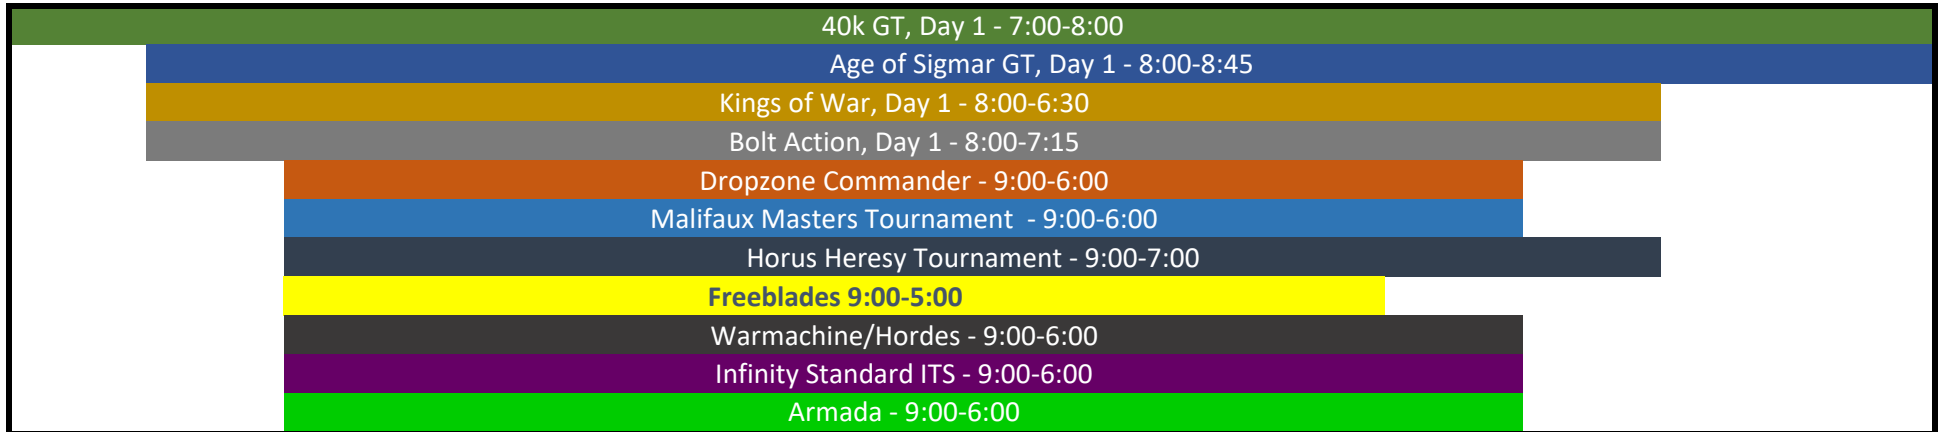 40k GT, Day 1 - 7:00-8:00
Age of Sigmar GT, Day 1 - 8:00-8:45
Kings of War, Day 1 - 8:00-6:30
Bolt Action, Day 1 - 8:00-7:15
Dropzone Commander - 9:00-6:00
Malifaux Masters Tournament - 9:00-6:00
Horus Heresy Tournament - 9:00-7:00
Freeblades 9:00-5:00
Warmachine/Hordes - 9:00-6:00
Infinity Standard ITS - 9:00-6:00
Armada - 9:00-6:00